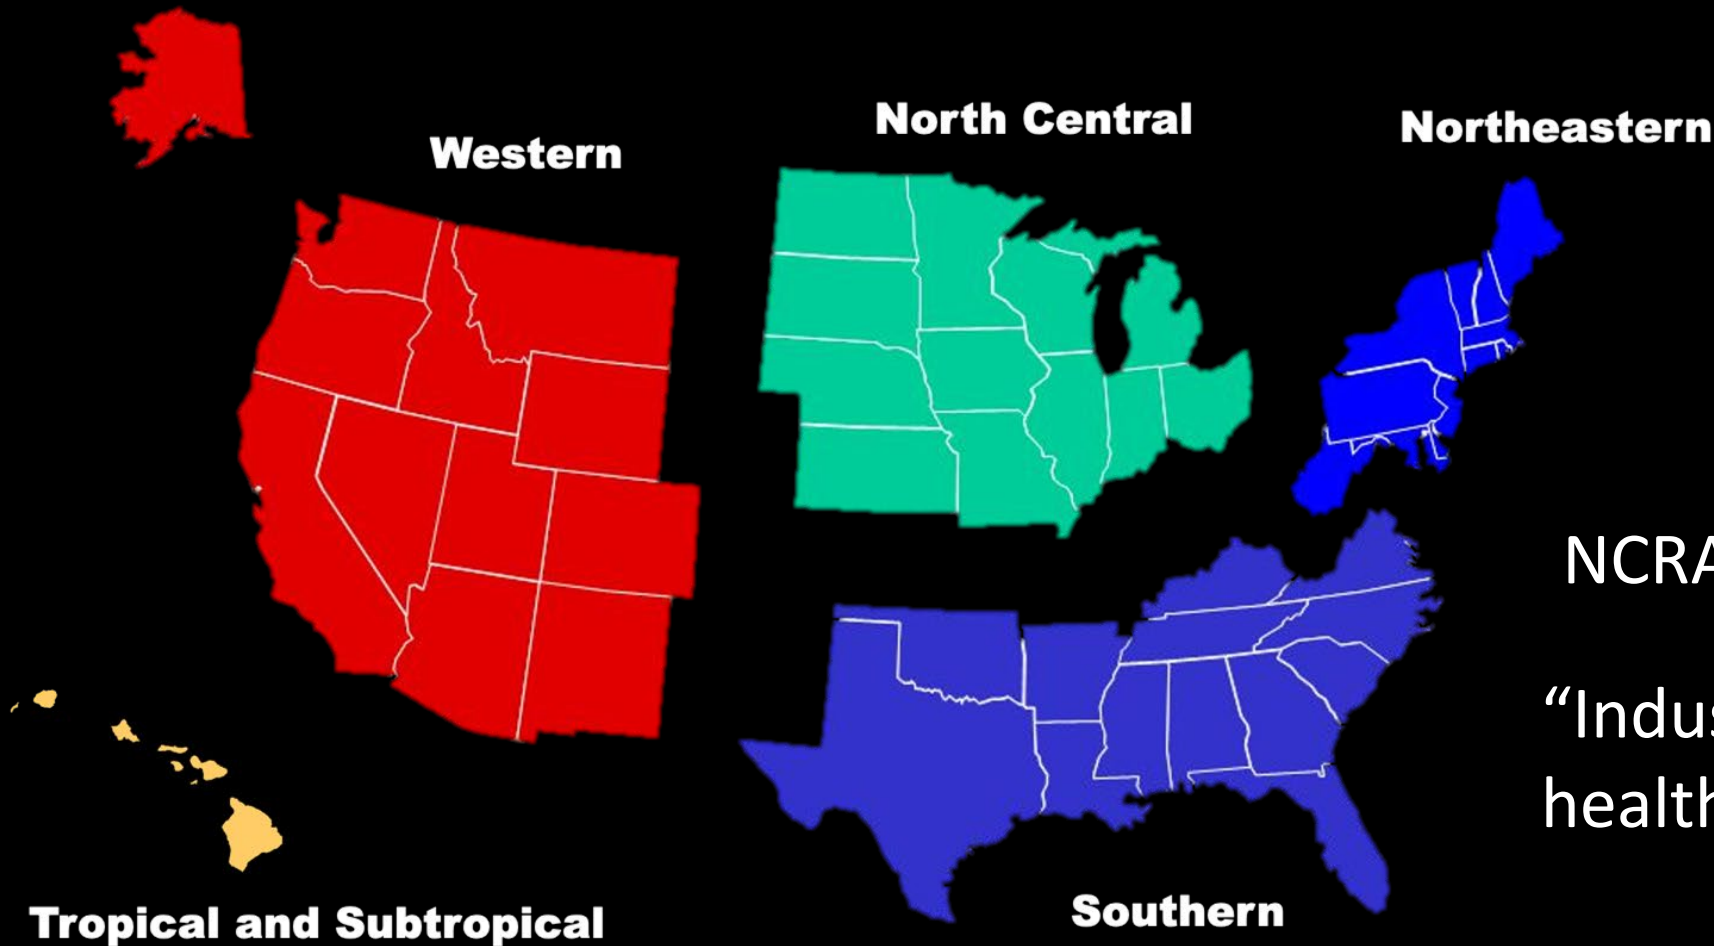 North Central
Northeastern
Western
NCRA
“Indus
health
Southern
Tropical and Subtropical